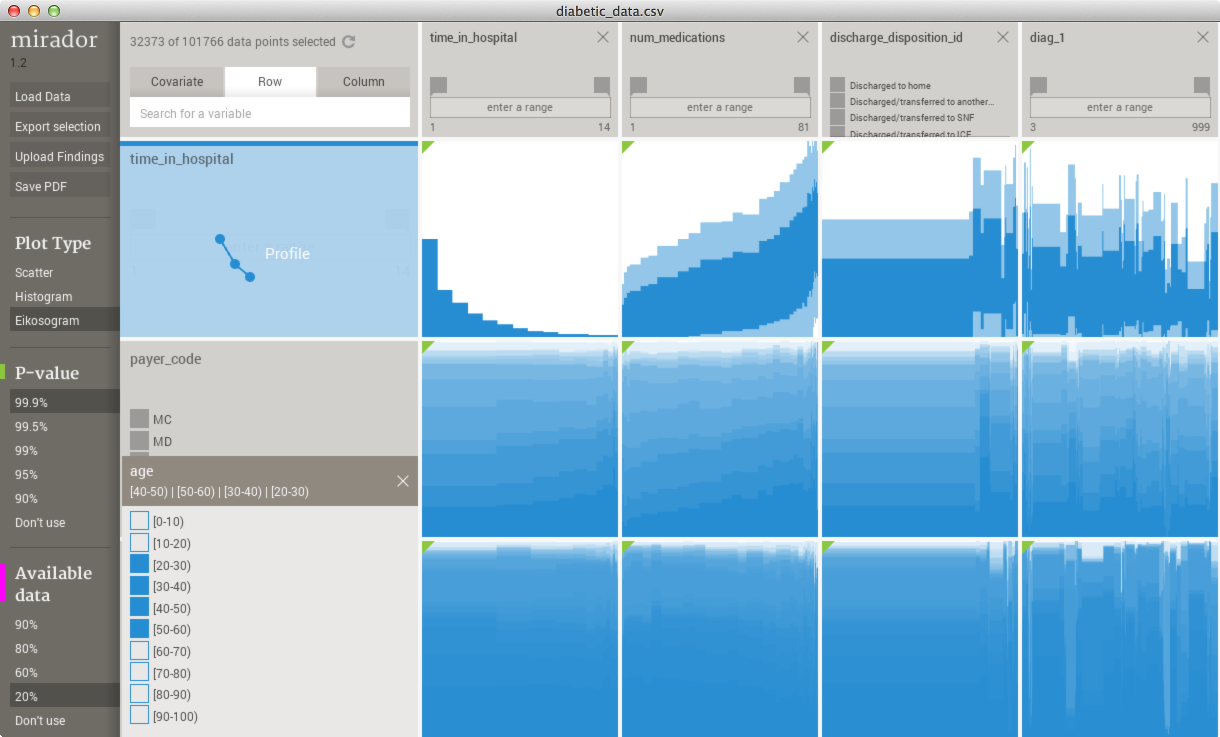 diabetic_data.csv
mirador
1.2
Load Data
Export selection
Upload Findings
Save PDF
Plot Type
Scatter
Histogram
Eikosogram
P-value
99.9%
99.5%
99%
95%
90%
Don't use
Available
data
90%
80%
60%
20%
Don't use
32373 of 101766 data points selected
Covariate
Row
Column
Search for a variable
time_in_hospital
enter a range
1 14
num_medications
enter a range
1 81
discharge_disposition_id
Discharged to home
Discharged/transferred to another...
Discharged/transferred to SNF
Discharged/transferred to ICF
diag_1
enter a range
3 999
time_in_hospital
Profile
payer_code
MC
MD
age
[40-50) | [50-60) | [30-40) | [20-30)
[0-10)
[10-20)
[20-30)
[30-40)
[40-50)
[50-60)
[60-70)
[70-80)
[80-90)
[90-100)